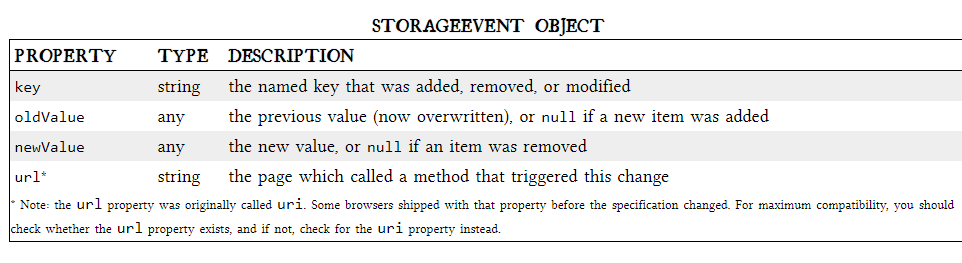 STORAGEEVENT OBJECT
PROPERTY TYPE DESCRIPTION
key string the named key that was added, removed, or modified
oldValue any the previous value (now overwritten), or null if a new item was added
newValue any the new value, or null if an item was removed
url* string the page which called a method that triggered this change
* Note: the url property was originally called uri. Some browsers shipped with that property before the specification changed. For maximum compatibility, you should
check whether the url property exists, and if not, check for the uri property instead.